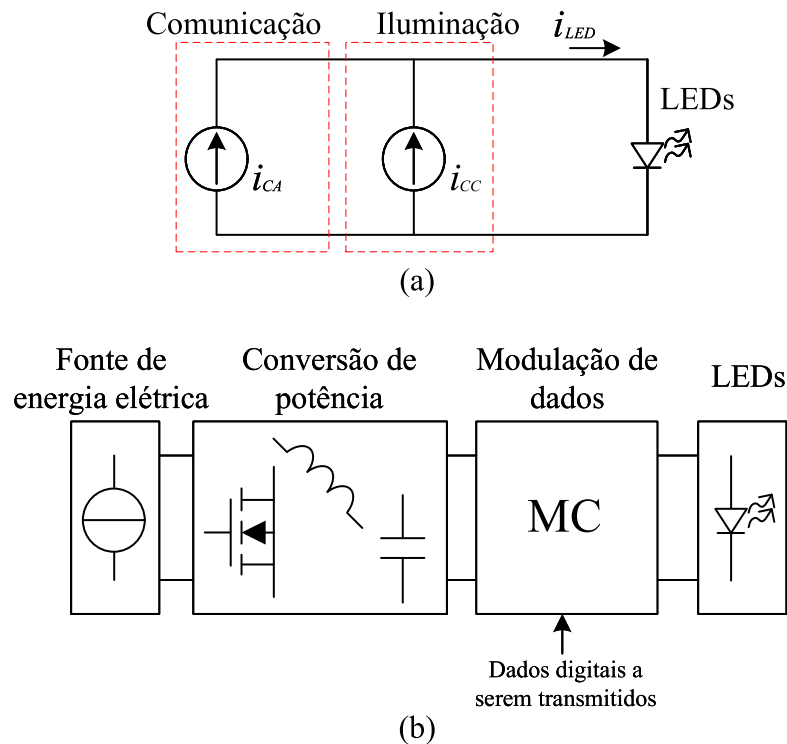 Comunicação
Iluminação
iLED
LEDs
iCA
iCC
(a)
Fonte de
energia elétrica
Conversão de
potência
Modulação de
dados
LEDs
MC
Dados digitais a
serem transmitidos
(b)